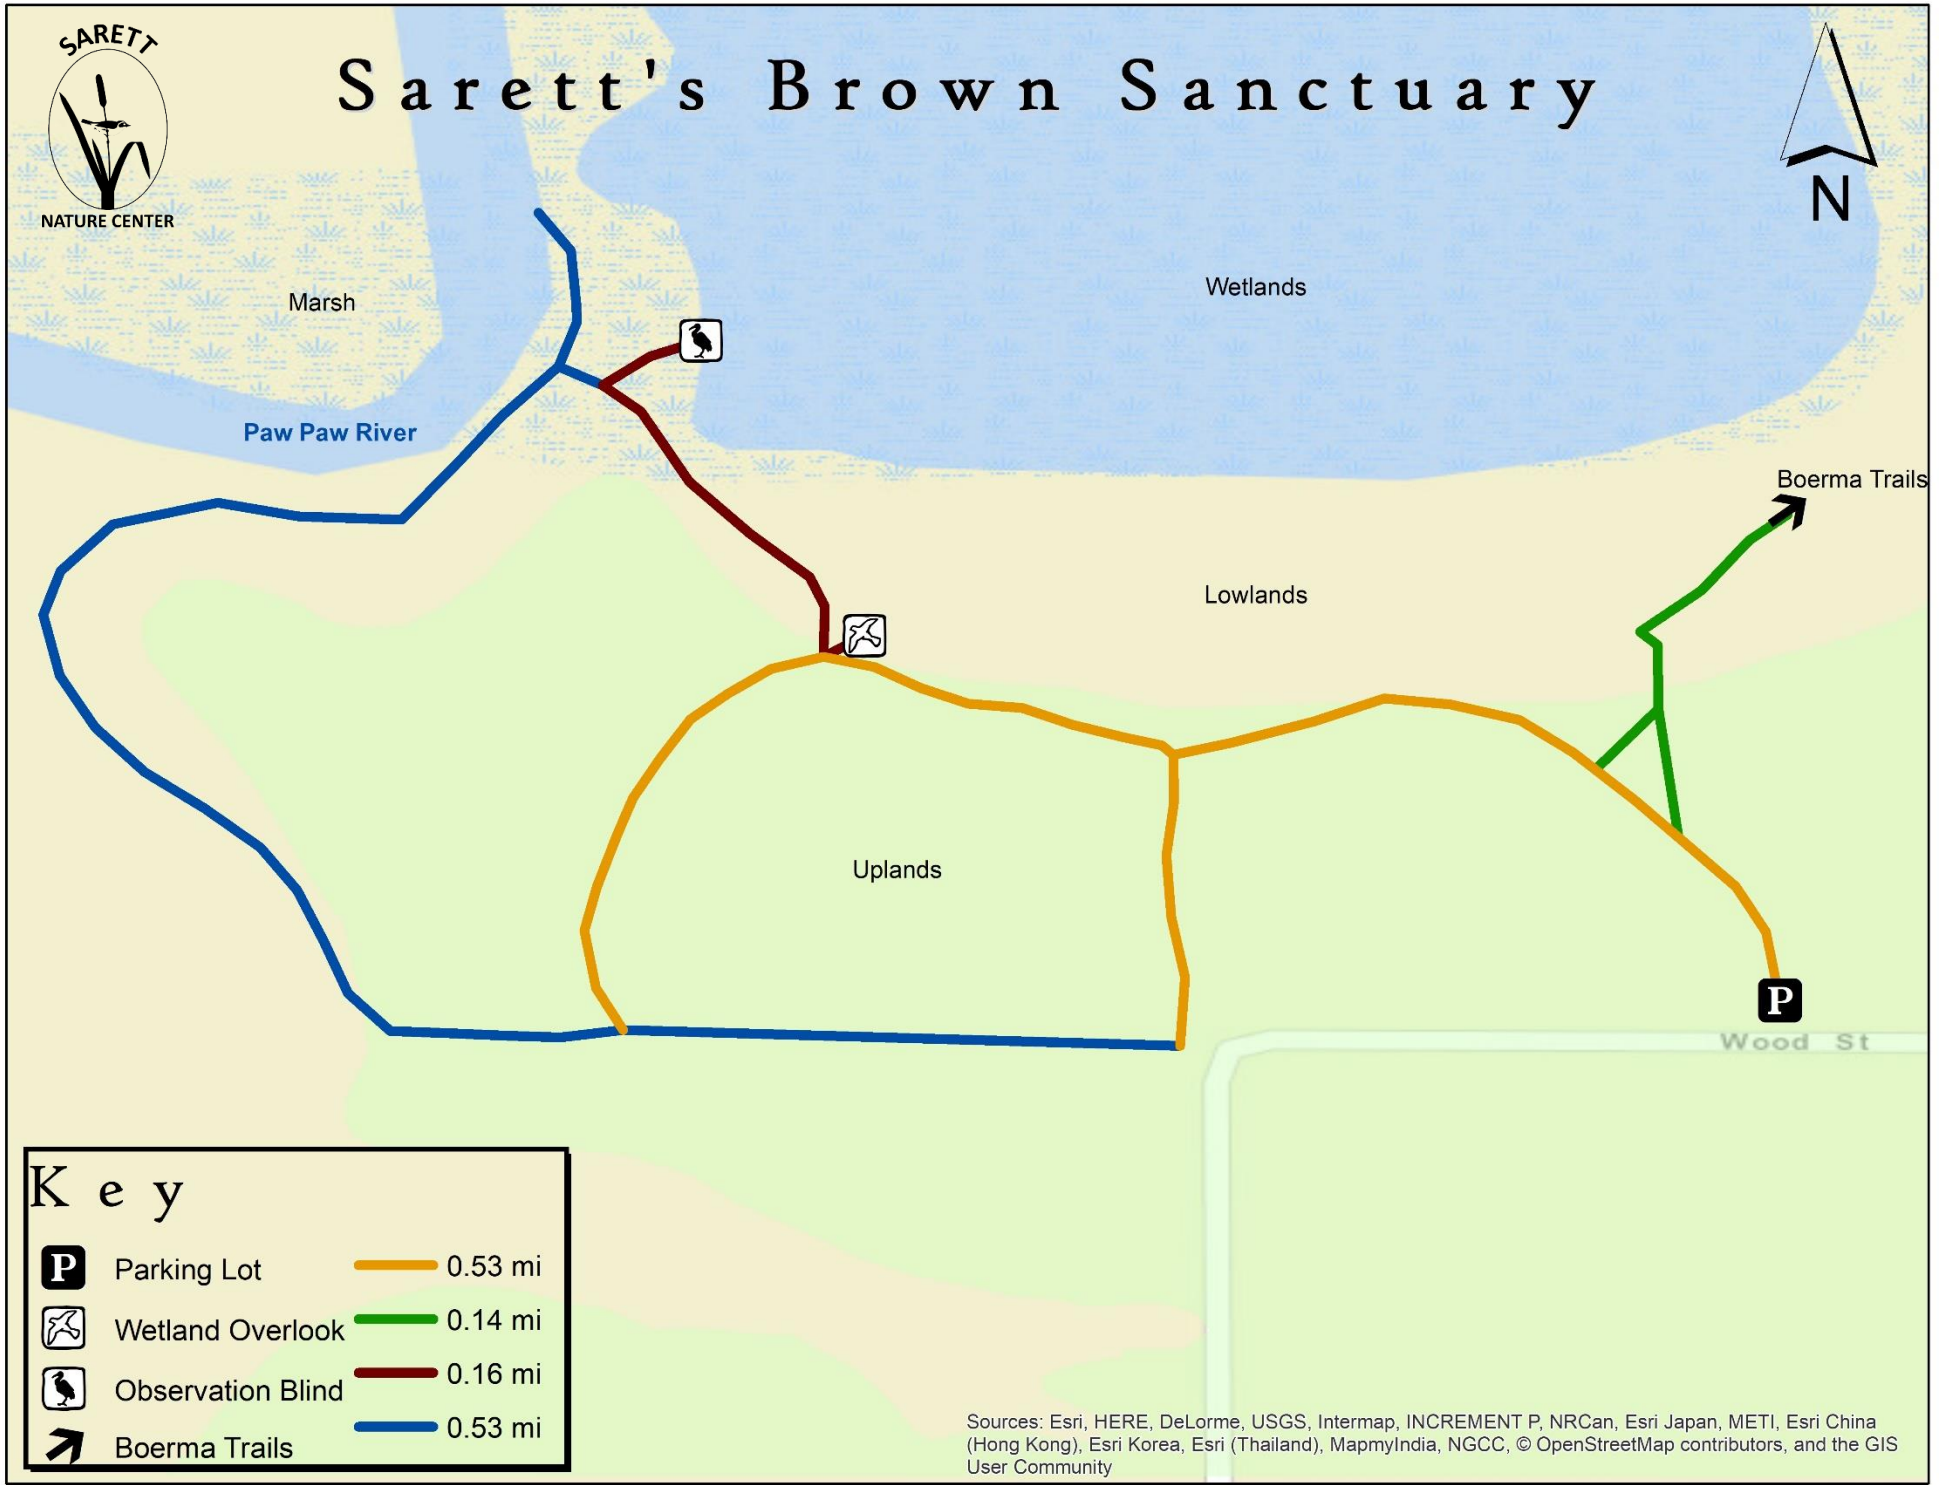 SARETT
NATURE CENTER
Sarett's Brown Sanctuary
N
Marsh
Wetlands
Paw Paw River
Boerma Trails
Lowlands
Uplands
P
Wood St
Key
P Parking Lot 0.53 mi
Wetland Overlook 0.14 mi
Observation Blind 0.16 mi
Boerma Trails 0.53 mi
Sources: Esri, HERE, DeLorme, USGS, Intermap, INCREMENT P, NRCan, Esri Japan, METI, Esri China
(Hong Kong), Esri Korea, Esri (Thailand), MapmyIndia, NGCC, © OpenStreetMap contributors, and the GIS
User Community